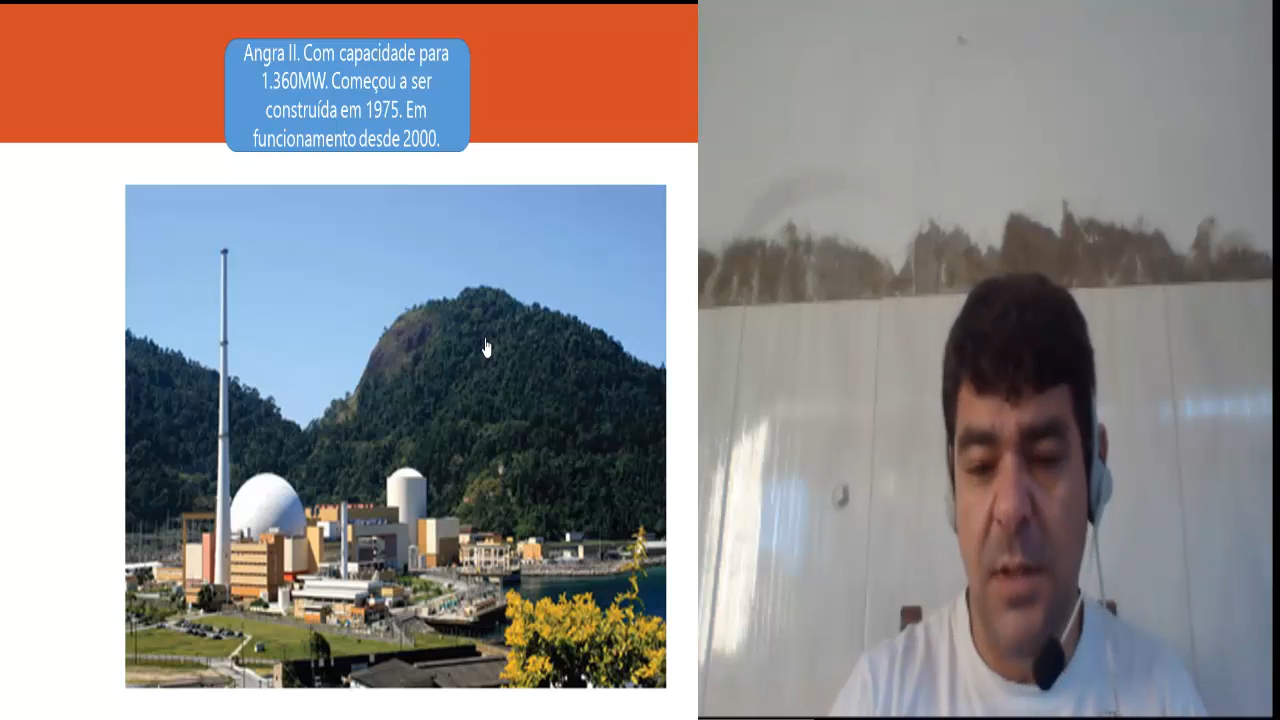 Angra II. Com capacidade para
1.360MW. Começou a ser
construída em 1975. Em
funcionamento desde 2000.